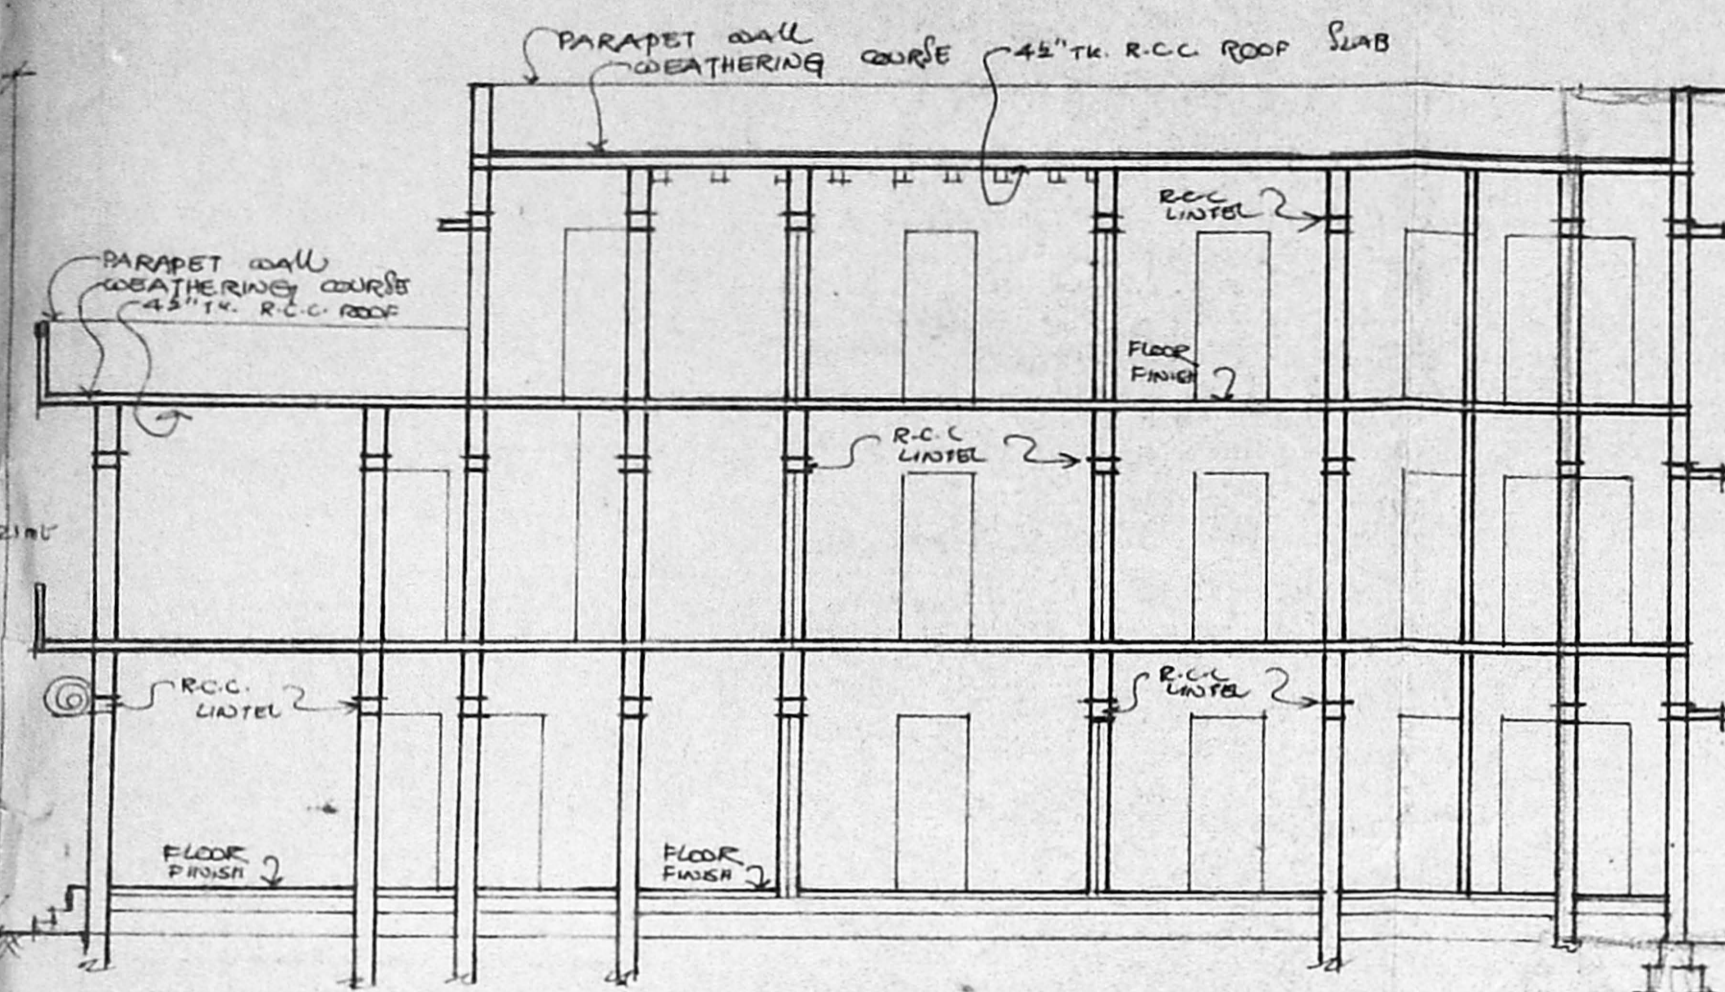 PARAPET WALL
WEATHERING COURSE
4½" TK. R.C.C. ROOF SLAB
R.C.C
LINTEL
PARAPET WALL
WEATHERING COURSE
4½" TK. R.C.C. ROOF
FLOOR
FINISH
R.C.C
LINTEL
21mt
R.C.C.
LINTEL
R.C.C
LINTEL
FLOOR
FINISH
FLOOR
FINISH